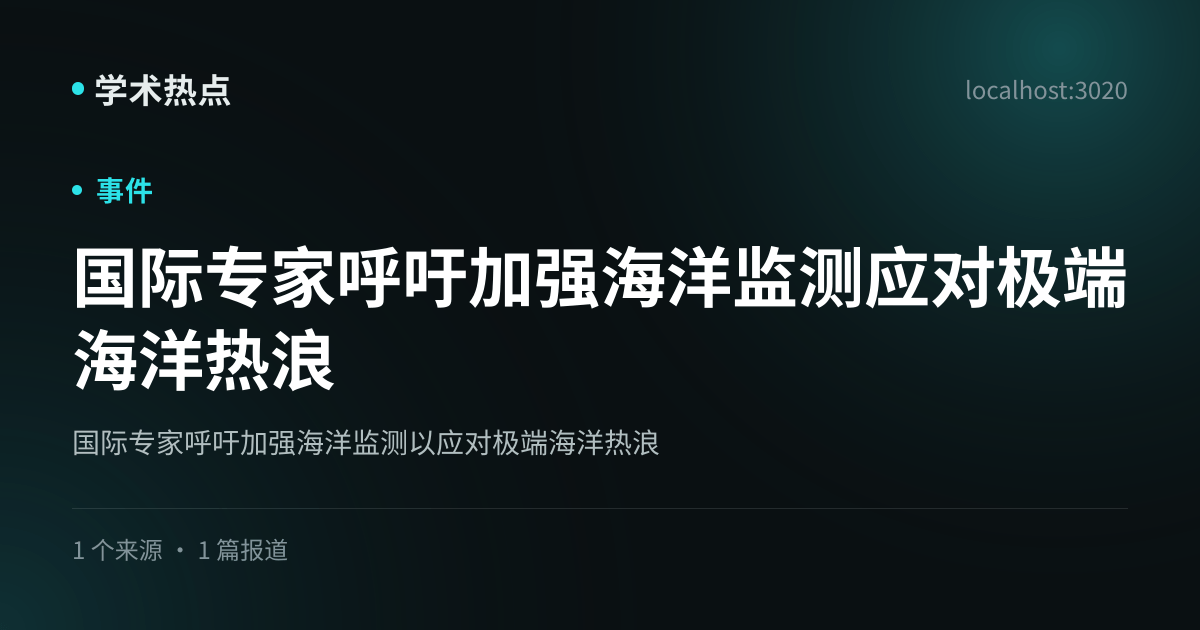 学术热点
localhost:3020
事件
国际专家呼吁加强海洋监测应对极端
海洋热浪
国际专家呼吁加强海洋监测以应对极端海洋热浪
1 个来源 · 1 篇报道